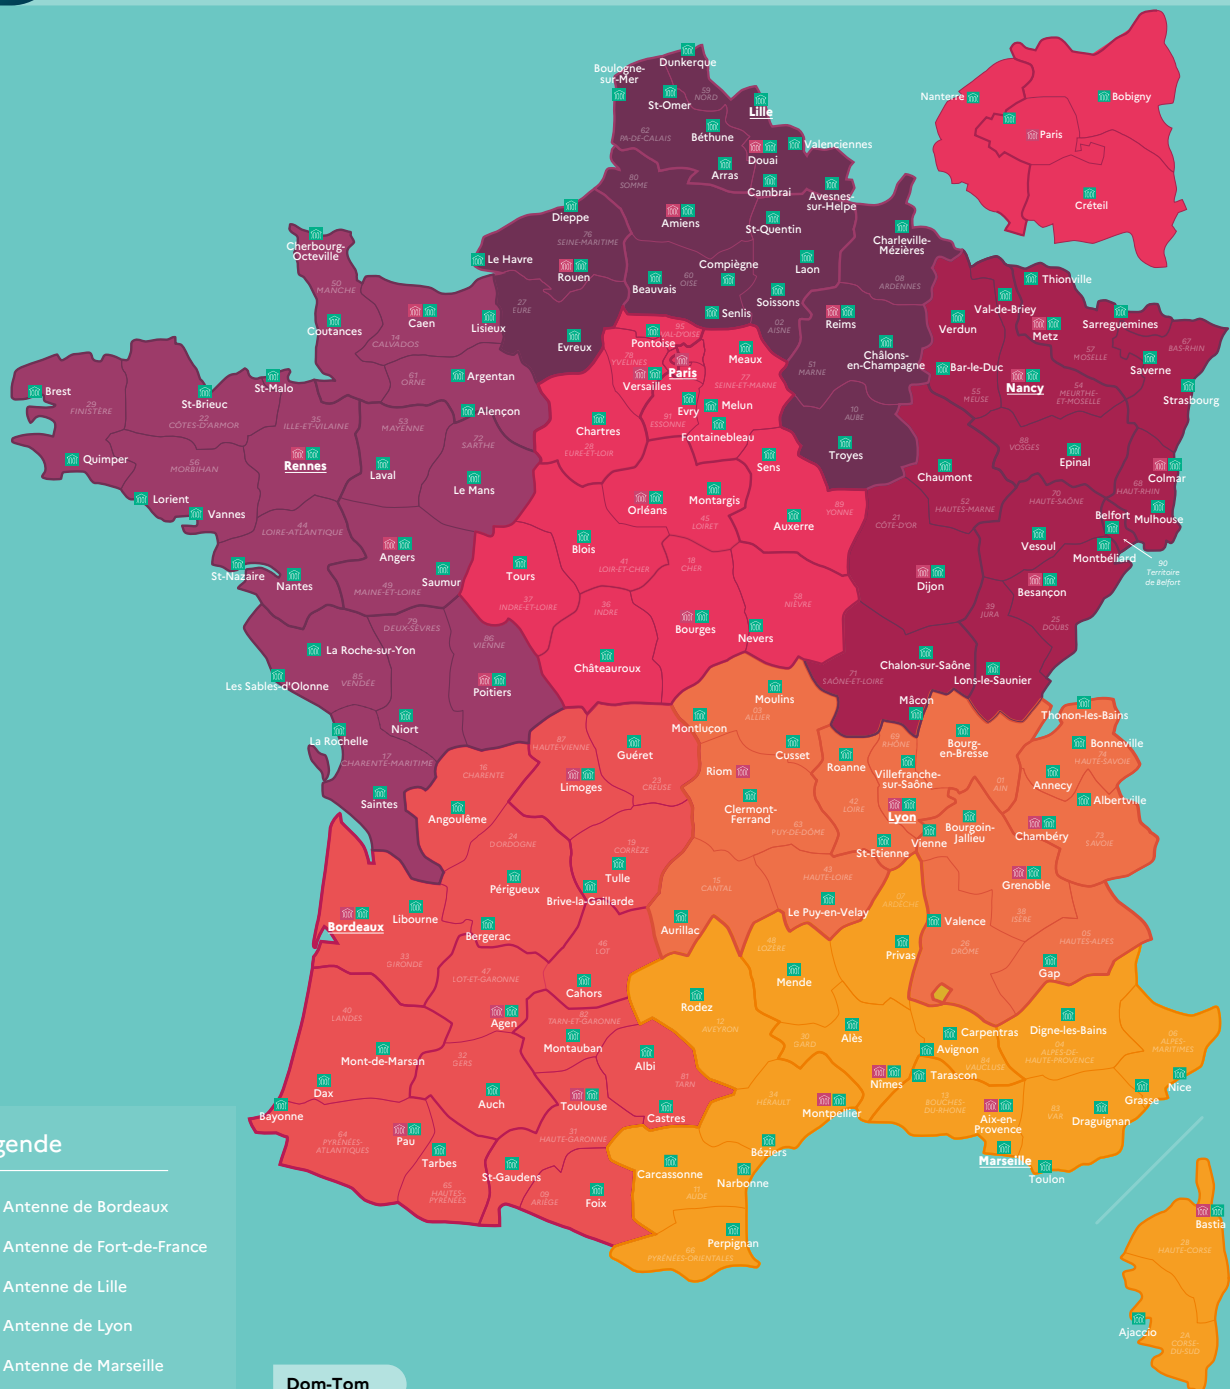 Dunkerque
Boulogne-
sur-Mer
St-Omer
59
NORD
Lille
62
PA-DE-CALAIS
Béthune
Douai
Valenciennes
Arras
Cambrai
Avesnes-
sur-Helpe
80
SOMME
Dieppe
Amiens
St-Quentin
76
SEINE-MARITIME
Charleville-
Mézières
Le Havre
Rouen
Compiègne
Laon
Beauvais
60
OISE
08
ARDENNES
Soissons
Senlis
02
AISNE
27
EURE
Evreux
Reims
Châlons-
en-Champagne
51
MARNE
10
AUBE
Troyes
Nanterre
Bobigny
Paris
Créteil
Cherbourg-
Octeville
50
MANCHE
Coutances
Caen
Lisieux
14
CALVADOS
61
ORNE
Argentan
Alençon
Brest
29
FINISTÈRE
St-Brieuc
22
CÔTES-D'ARMOR
St-Malo
35
ILLE-ET-VILAINE
53
MAYENNE
72
SARTHE
Quimper
56
MORBIHAN
Rennes
Laval
Le Mans
Lorient
Vannes
44
LOIRE-ATLANTIQUE
Angers
St-Nazaire
Nantes
Saumur
49
MAINE-ET-LOIRE
79
DEUX-SÈVRES
La Roche-sur-Yon
86
VIENNE
Les Sables-d'Olonne
85
VENDÉE
Poitiers
Niort
La Rochelle
17
CHARENTE-MARITIME
Saintes
Pontoise
95
VAL-D'OISE
78
YVELINES
Versailles
Paris
Meaux
77
SEINE-ET-MARNE
Evry
Melun
91
ESSONNE
Fontainebleau
Chartres
28
EURE-ET-LOIR
Sens
Orléans
Montargis
45
LOIRET
89
YONNE
Auxerre
Blois
Tours
41
LOIR-ET-CHER
18
CHER
37
INDRE-ET-LOIRE
36
INDRE
58
NIÈVRE
Bourges
Nevers
Châteauroux
Thionville
Val-de-Briey
Verdun
Metz
Sarreguemines
57
MOSELLE
67
BAS-RHIN
Saverne
Bar-le-Duc
Nancy
Strasbourg
55
MEUSE
54
MEURTHE-
ET-MOSELLE
88
VOSGES
Epinal
Chaumont
Colmar
68
HAUT-RHIN
52
HAUTES-MARNE
70
HAUTE-SAÔNE
21
CÔTE-D'OR
Belfort
Mulhouse
Vesoul
Montbéliard
90
Territoire
de Belfort
Dijon
Besançon
39
JURA
25
DOUBS
Chalon-sur-Saône
71
SAÔNE-ET-LOIRE
Lons-le-Saunier
Mâcon
Moulins
03
ALLIER
Montluçon
Cusset
Roanne
69
RHÔNE
Bourg-
en-Bresse
Thonon-les-Bains
Bonneville
74
HAUTE-SAVOIE
Riom
Villefranche-
sur-Saône
01
AIN
Annecy
Clermont-
Ferrand
42
LOIRE
Lyon
Albertville
63
PUY-DE-DÔME
Vienne
Bourgoin-
Jallieu
Chambéry
73
SAVOIE
St-Etienne
15
CANTAL
43
HAUTE-LOIRE
Grenoble
Le Puy-en-Velay
Aurillac
Valence
38
ISÈRE
26
DRÔME
05
HAUTES-ALPES
Gap
87
HAUTE-VIENNE
Guéret
16
CHARENTE
Limoges
23
CREUSE
Angoulême
24
DORDOGNE
19
CORRÈZE
Périgueux
Tulle
Brive-la-Gaillarde
Bordeaux
Libourne
Bergerac
33
GIRONDE
47
LOT-ET-GARONNE
46
LOT
Cahors
40
LANDES
Agen
82
TARN-ET-GARONNE
Montauban
Mont-de-Marsan
32
GERS
Albi
81
TARN
Dax
Auch
Toulouse
Castres
Bayonne
64
PYRÉNÉES-
ATLANTIQUES
Pau
31
HAUTE-GARONNE
Tarbes
St-Gaudens
65
HAUTES-
PYRÉNÉES
09
ARIÈGE
Foix
07
ARDÈCHE
48
LOZÈRE
Privas
Mende
Rodez
12
AVEYRON
30
GARD
Alès
Carpentras
Digne-les-Bains
Avignon
84
VAUCLUSE
04
ALPES-DE-
HAUTE-PROVENCE
06
ALPES-
MARITIMES
Nîmes
Tarascon
Nice
34
HÉRAULT
Montpellier
13
BOUCHES-
DU-RHONE
Aix-en-
Provence
83
VAR
Grasse
Draguignan
Béziers
Marseille
Toulon
Carcassonne
Narbonne
11
AUDE
Perpignan
66
PYRÉNÉES-ORIENTALES
Bastia
2B
HAUTE-CORSE
Ajaccio
2A
CORSE-
DU-SUD
gende
Antenne de Bordeaux
Antenne de Fort-de-France
Antenne de Lille
Antenne de Lyon
Antenne de Marseille
Dom-Tom